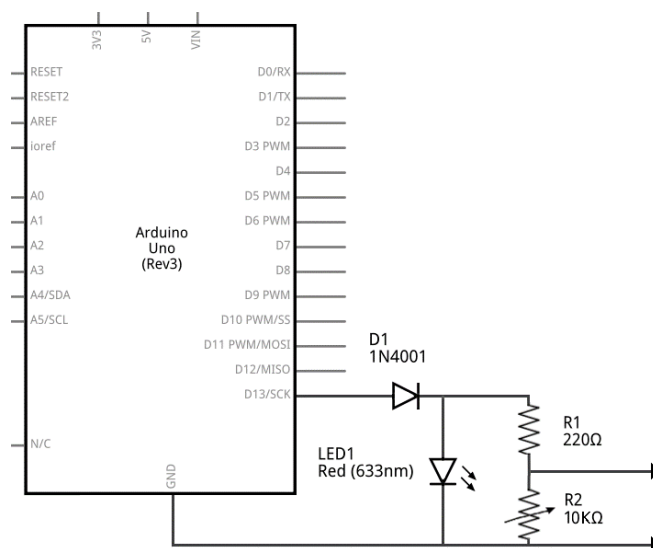 3V3
5V
VIN
RESET
D0/RX
RESET2
D1/TX
AREF
D2
ioref
D3 PWM
D4
A0
D5 PWM
A1
D6 PWM
Arduino
Uno
(Rev3)
A2
D7
A3
D8
A4/SDA
D9 PWM
A5/SCL
D10 PWM/SS
D11 PWM/MOSI
D12/MISO
D13/SCK
N/C
GND
D1
1N4001
LED1
Red (633nm)
R1
220Ω
R2
10KΩ